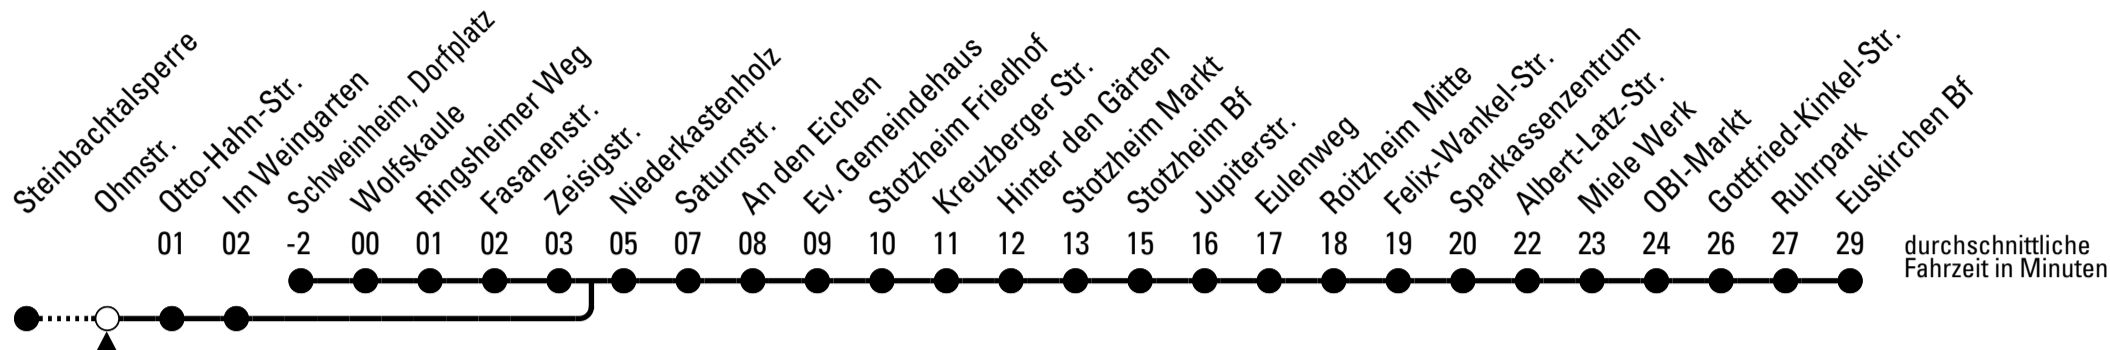 Steinbachtalsperre
Ohmstr.
Otto-Hahn-Str.
Im Weingarten
Schweinheim, Dorfplatz
Wolfskaule
Ringsheimer Weg
Fasanenstr.
Zeisigstr.
Niederkastenholz
Saturnstr.
An den Eichen
Ev. Gemeindehaus
Stotzheim Friedhof
Kreuzberger Str.
Hinter den Gärten
Stotzheim Markt
Stotzheim Bf
Jupiterstr.
Eulenweg
Roitzheim Mitte
Felix-Wankel-Str.
Sparkassenzentrum
Albert-Latz-Str.
Miele Werk
OBI-Markt
Gottfried-Kinkel-Str.
Ruhrpark
Euskirchen Bf
01 02 -2 00 01 02 03 05 07 08 09 10 11 12 13 15 16 17 18 19 20 22 23 24 26 27 29
durchschnittliche
Fahrzeit in Minuten